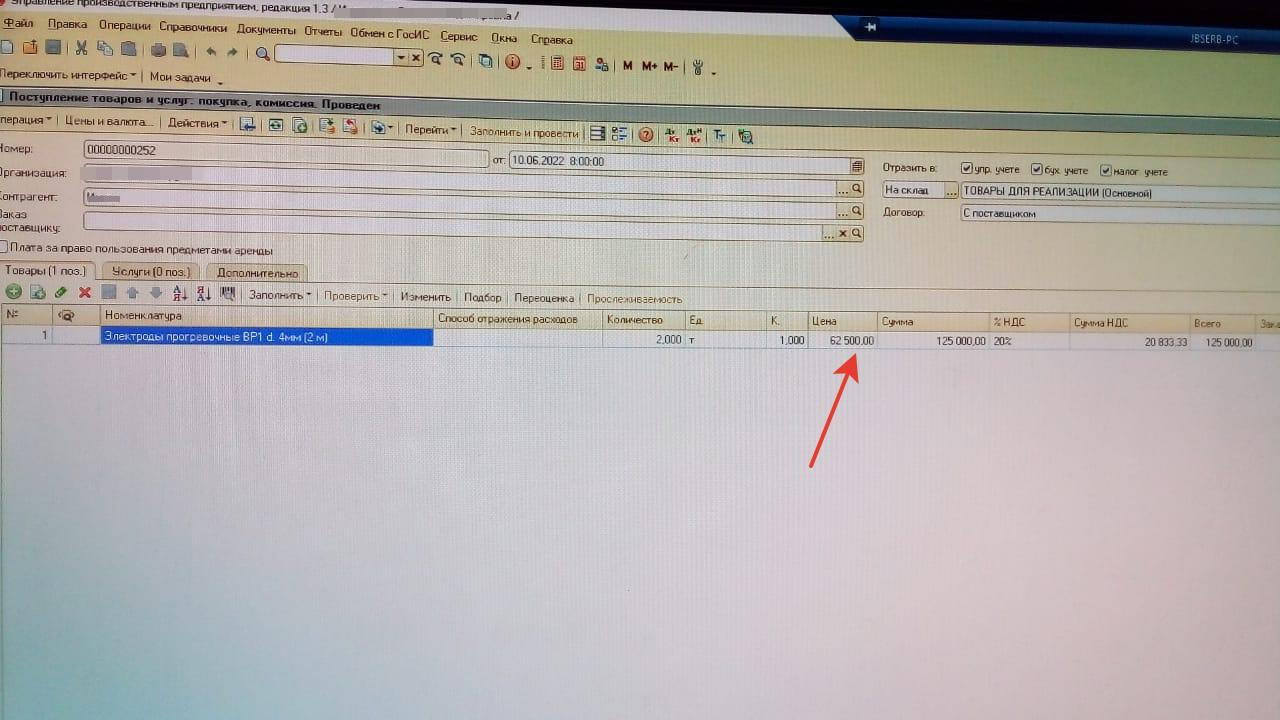 Управление производственным предприятием, редакция 1.3 /
JBSERB-PC
Файл Правка Операции Справочники Документы Отчеты Обмен с ГосИС Сервис Окна Справка
M M+ M-
Переключить интерфейс Мои задачи
Поступление товаров и услуг: покупка, комиссия. Проведен
перация Цены и валюта... Действия Перейти Заполнить и провести
Номер: 00000000252 от: 10.06.2022 8:00:00 Отразить в: упр. учете бух. учете налог. учете
Организация: На склад ... ТОВАРЫ ДЛЯ РЕАЛИЗАЦИИ (Основной)
Контрагент: Договор: С поставщиком
Заказ
поставщику:
Плата за право пользования предметами аренды
Товары (1 поз.) Услуги (0 поз.) Дополнительно
Заполнить Проверить Изменить Подбор Переоценка Прослеживаемость
№ Номенклатура Способ отражения расходов Количество Ед. К. Цена Сумма % НДС Сумма НДС Всего Зак
1 Электроды прогревочные ВР1 d. 4мм (2 м) 2,000 т 1,000 62 500,00 125 000,00 20% 20 833,33 125 000,00